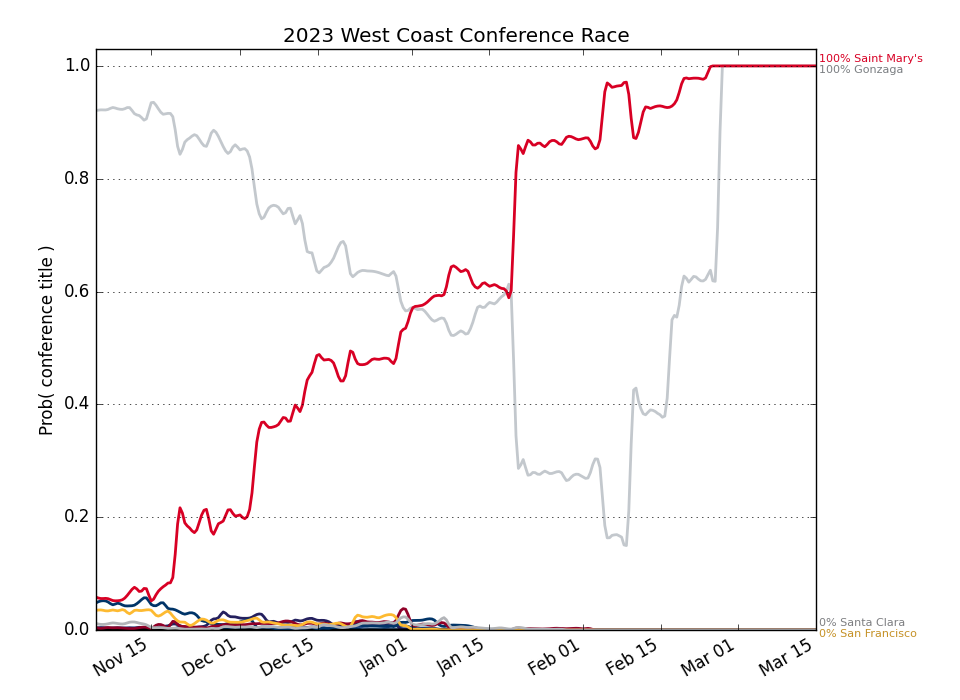 2023 West Coast Conference Race
Prob( conference title )
1.0
0.8
0.6
0.4
0.2
0.0
100% Saint Mary's
100% Gonzaga
0% Santa Clara
0% San Francisco
Nov 15
Dec 01
Dec 15
Jan 01
Jan 15
Feb 01
Feb 15
Mar 01
Mar 15